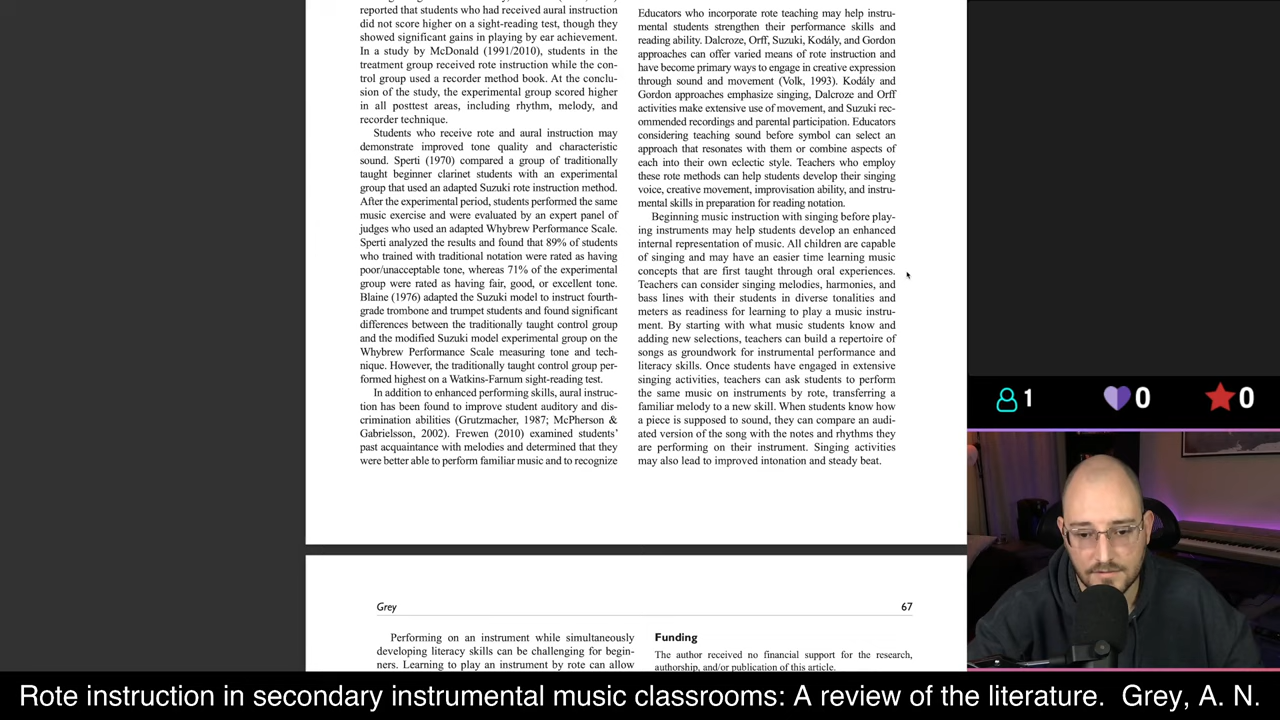 reported that students who had received aural instruction
did not score higher on a sight-reading test, though they
showed significant gains in playing by ear achievement.
In a study by McDonald (1991/2010), students in the
treatment group received rote instruction while the con-
trol group used a recorder method book. At the conclu-
sion of the study, the experimental group scored higher
in all posttest areas, including rhythm, melody, and
recorder technique.
Students who receive rote and aural instruction may
demonstrate improved tone quality and characteristic
sound. Sperti (1970) compared a group of traditionally
taught beginner clarinet students with an experimental
group that used an adapted Suzuki rote instruction method.
After the experimental period, students performed the same
music exercise and were evaluated by an expert panel of
judges who used an adapted Whybrew Performance Scale.
Sperti analyzed the results and found that 89% of students
who trained with traditional notation were rated as having
poor/unacceptable tone, whereas 71% of the experimental
group were rated as having fair, good, or excellent tone.
Blaine (1976) adapted the Suzuki model to instruct fourth-
grade trombone and trumpet students and found significant
differences between the traditionally taught control group
and the modified Suzuki model experimental group on the
Whybrew Performance Scale measuring tone and tech-
nique. However, the traditionally taught control group per-
formed highest on a Watkins-Farnum sight-reading test.
In addition to enhanced performing skills, aural instruc-
tion has been found to improve student auditory and dis-
crimination abilities (Grutzmacher, 1987; McPherson &
Gabrielsson, 2002). Frewen (2010) examined students'
past acquaintance with melodies and determined that they
were better able to perform familiar music and to recognize
Educators who incorporate rote teaching may help instru-
mental students strengthen their performance skills and
reading ability. Dalcroze, Orff, Suzuki, Kodály, and Gordon
approaches can offer varied means of rote instruction and
have become primary ways to engage in creative expression
through sound and movement (Volk, 1993). Kodály and
Gordon approaches emphasize singing, Dalcroze and Orff
activities make extensive use of movement, and Suzuki rec-
ommended recordings and parental participation. Educators
considering teaching sound before symbol can select an
approach that resonates with them or combine aspects of
each into their own eclectic style. Teachers who employ
these rote methods can help students develop their singing
voice, creative movement, improvisation ability, and instru-
mental skills in preparation for reading notation.
Beginning music instruction with singing before play-
ing instruments may help students develop an enhanced
internal representation of music. All children are capable
of singing and may have an easier time learning music
concepts that are first taught through oral experiences.
Teachers can consider singing melodies, harmonies, and
bass lines with their students in diverse tonalities and
meters as readiness for learning to play a music instru-
ment. By starting with what music students know and
adding new selections, teachers can build a repertoire of
songs as groundwork for instrumental performance and
literacy skills. Once students have engaged in extensive
singing activities, teachers can ask students to perform
the same music on instruments by rote, transferring a
familiar melody to a new skill. When students know how
a piece is supposed to sound, they can compare an audi-
ated version of the song with the notes and rhythms they
are performing on their instrument. Singing activities
may also lead to improved intonation and steady beat.
1
0
0
Grey
67
Performing on an instrument while simultaneously
developing literacy skills can be challenging for begin-
ners. Learning to play an instrument by rote can allow
Funding
The author received no financial support for the research,
authorship, and/or publication of this article.
Rote instruction in secondary instrumental music classrooms: A review of the literature. Grey, A. N.